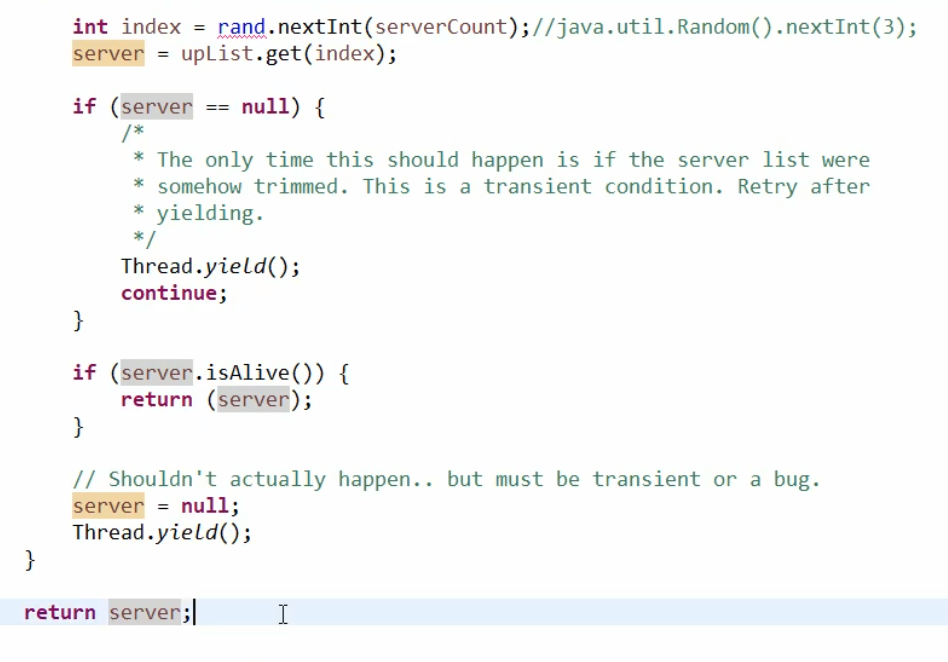 int index = rand.nextInt(serverCount);//java.util.Random().nextInt(3);
server = upList.get(index);
if (server == null) {
/*
* The only time this should happen is if the server list were
* somehow trimmed. This is a transient condition. Retry after
* yielding.
*/
Thread.yield();
continue;
}
if (server.isAlive()) {
return (server);
}
// Shouldn't actually happen.. but must be transient or a bug.
server = null;
Thread.yield();
}
return server;